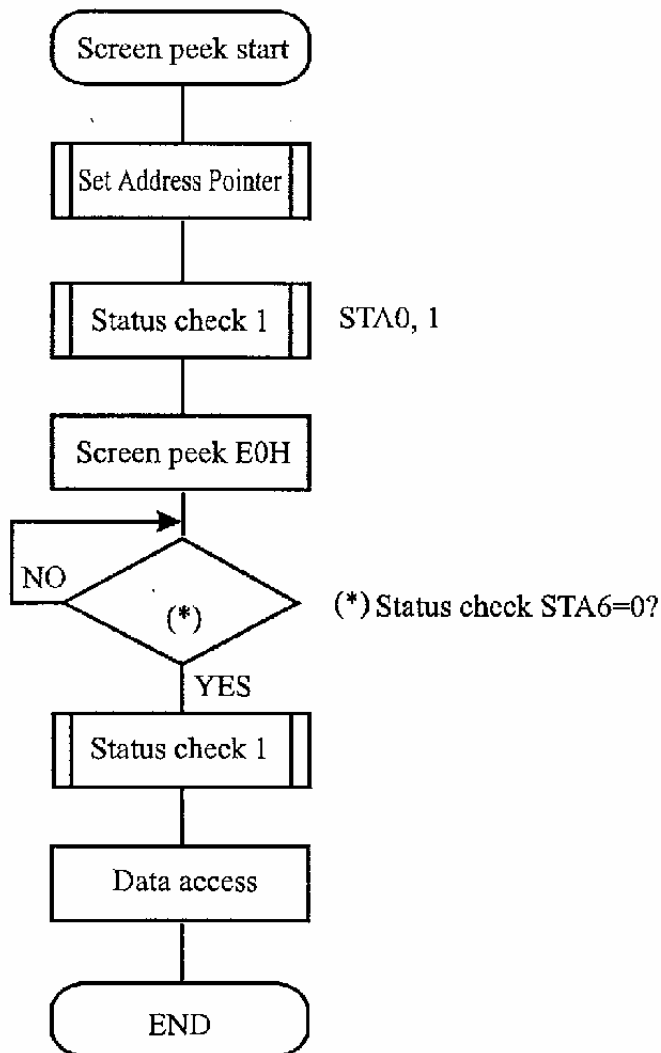 Screen peek start
Set Address Pointer
Status check 1
STA0, 1
Screen peek E0H
NO
(*)
(*) Status check STA6=0?
YES
Status check 1
Data access
END